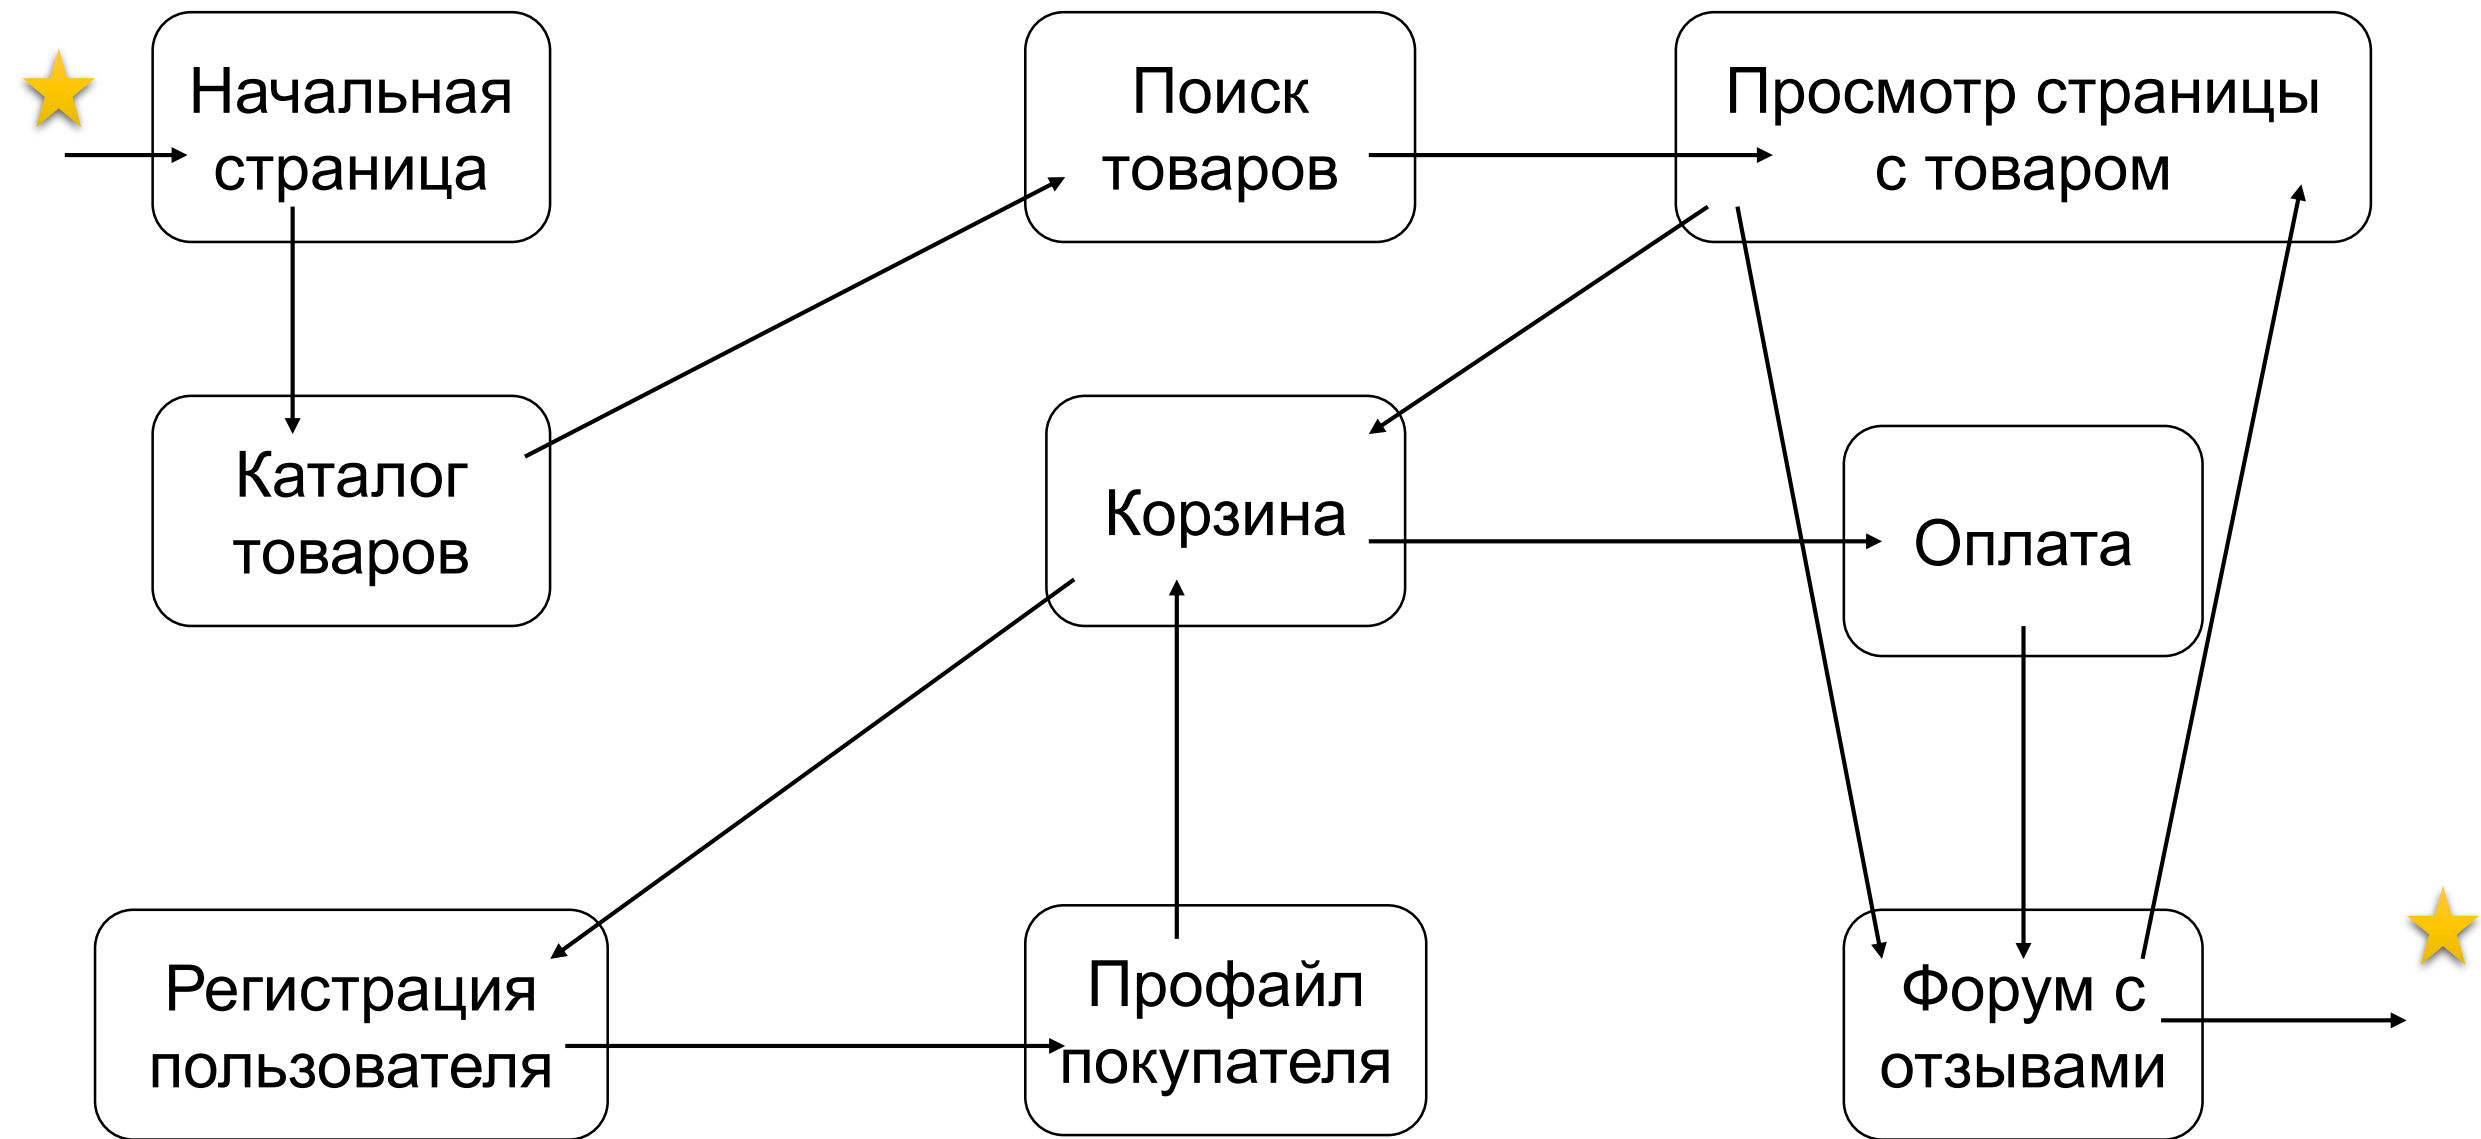 Начальная
страница
Поиск
товаров
Просмотр страницы
с товаром
Каталог
товаров
Корзина
Оплата
Регистрация
пользователя
Профайл
покупателя
Форум с
отзывами